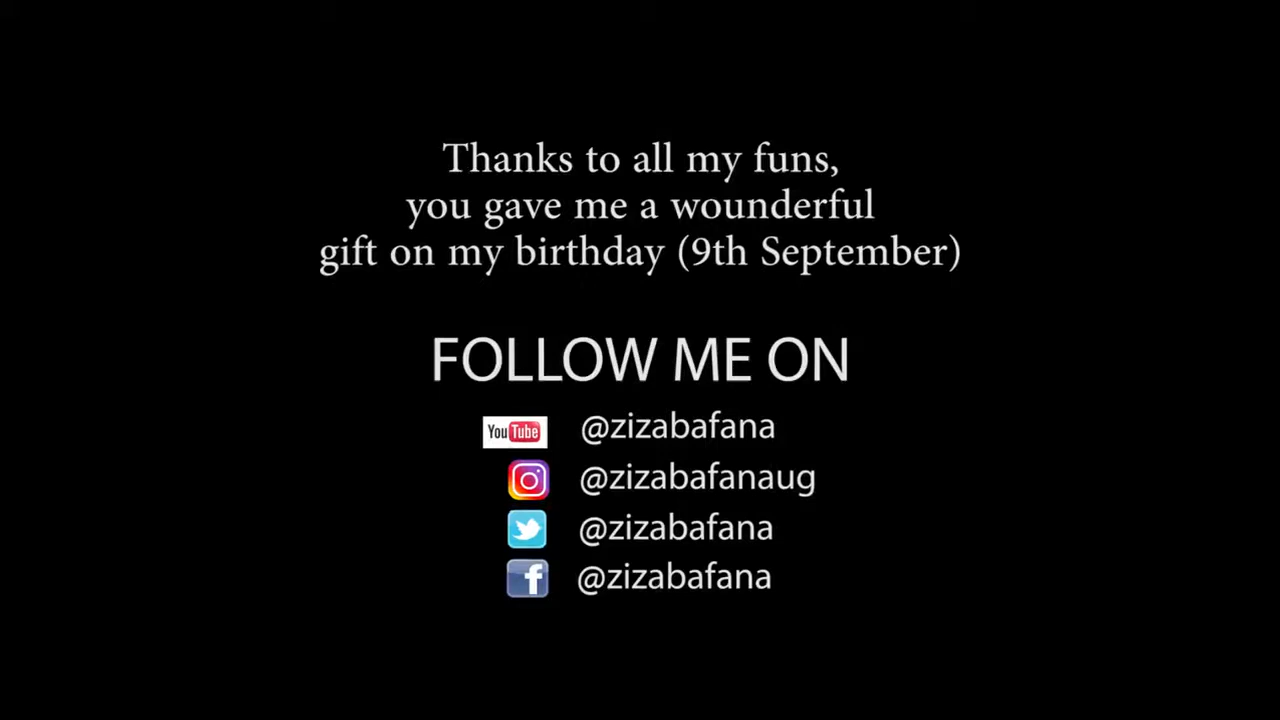 Thanks to all my funs,
you gave me a wounderful
gift on my birthday (9th September)
FOLLOW ME ON
YouTube @zizabafana
@zizabafanaug
@zizabafana
f @zizabafana